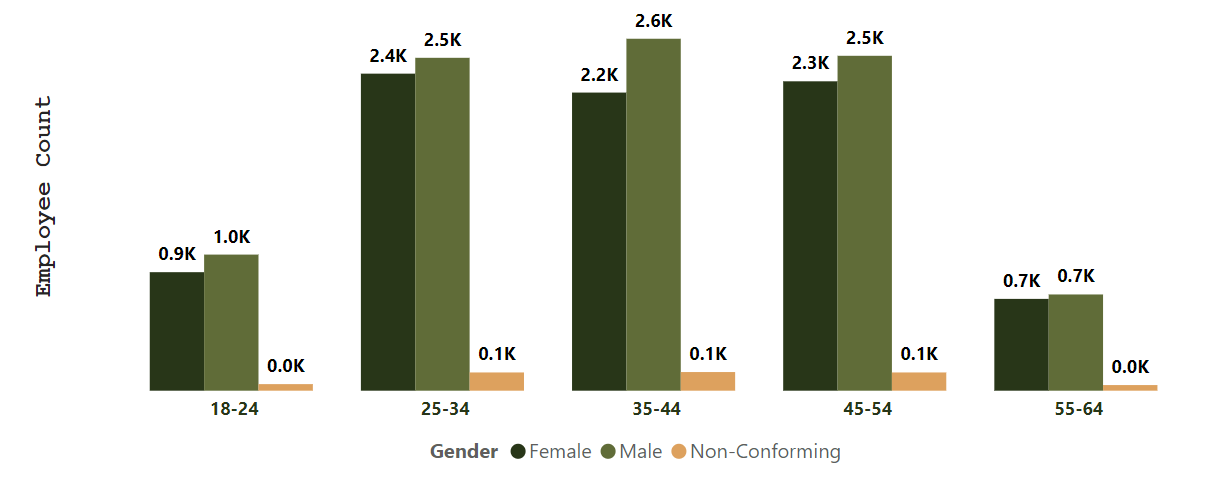 Employee Count
0.9K 1.0K 0.0K
2.4K 2.5K 0.1K
2.2K 2.6K 0.1K
2.3K 2.5K 0.1K
0.7K 0.7K 0.0K
18-24 25-34 35-44 45-54 55-64
Gender Female Male Non-Conforming